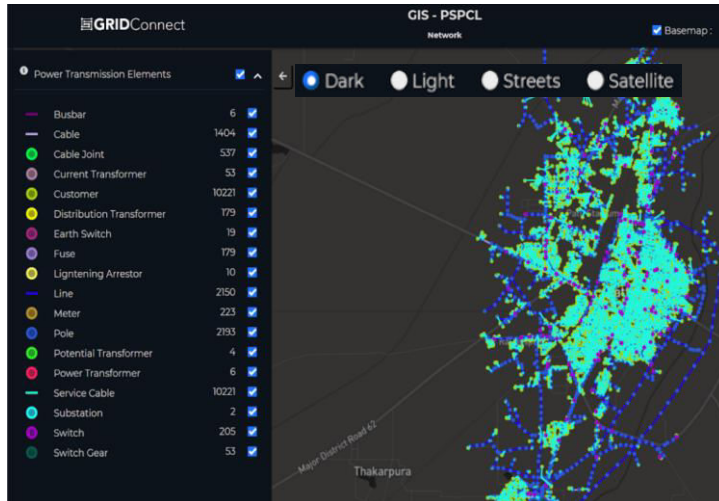 GRIDConnect
GIS - PSPCL
Network
Basemap :
Power Transmission Elements
Dark
Light
Streets
Satellite
Busbar 6
Cable 1404
Cable Joint 537
Current Transformer 53
Customer 10221
Distribution Transformer 179
Earth Switch 19
Fuse 179
Ligntening Arrestor 10
Line 2150
Meter 223
Pole 2193
Potential Transformer 4
Power Transformer 6
Service Cable 10221
Substation 2
Switch 205
Switch Gear 53
Major District Road 62
Thakarpura